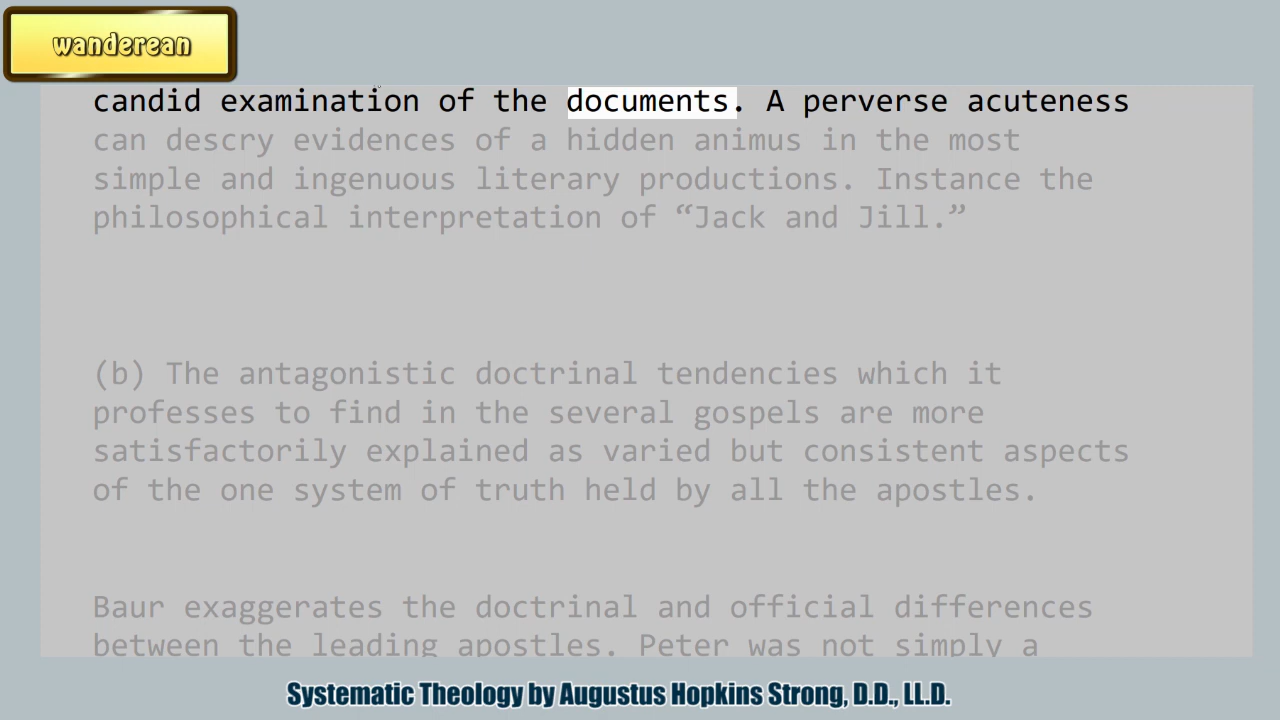 wanderean
candid examination of the documents. A perverse acuteness
can descry evidences of a hidden animus in the most
simple and ingenuous literary productions. Instance the
philosophical interpretation of “Jack and Jill.”
(b) The antagonistic doctrinal tendencies which it
professes to find in the several gospels are more
satisfactorily explained as varied but consistent aspects
of the one system of truth held by all the apostles.
Baur exaggerates the doctrinal and official differences
between the leading apostles. Peter was not simply a
Systematic Theology by Augustus Hopkins Strong, D.D., LL.D.